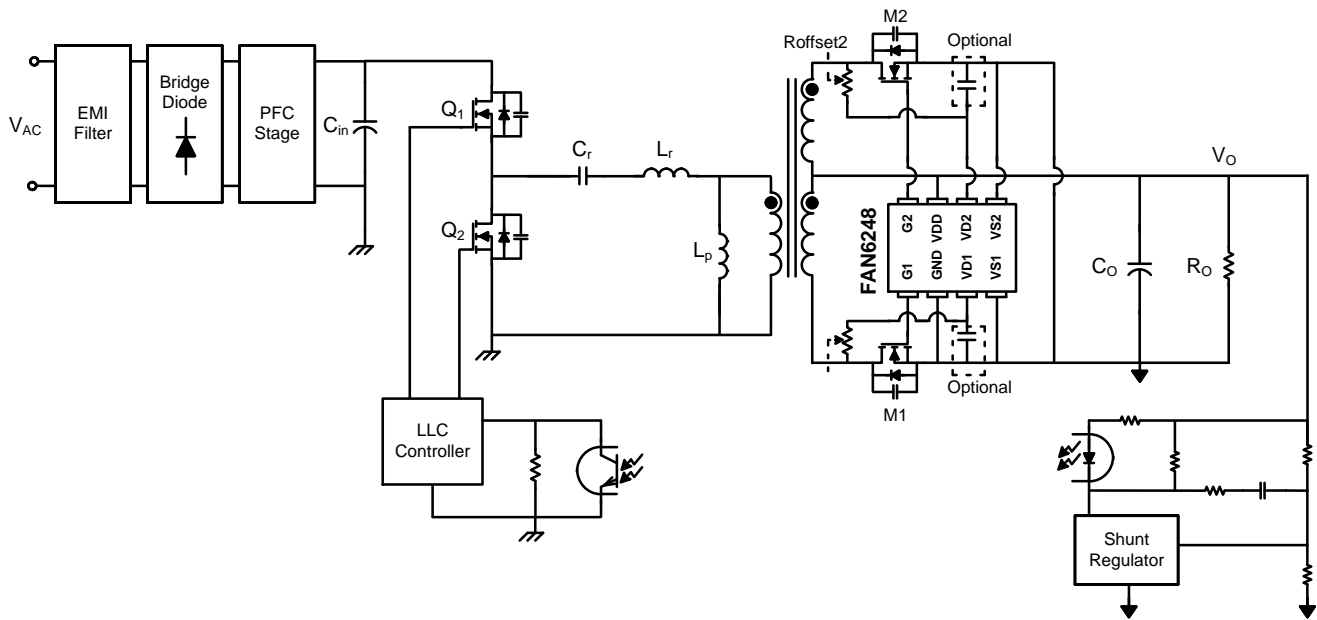 M2
Roffset2
Optional
EMI
Filter
Bridge
Diode
PFC
Stage
VAC
Cin
Q1
Cr
Lr
VO
G2
VDD
VD2
VS2
FAN6248
G1
GND
VD1
VS1
Q2
Lp
CO
RO
Optional
M1
LLC
Controller
Shunt
Regulator